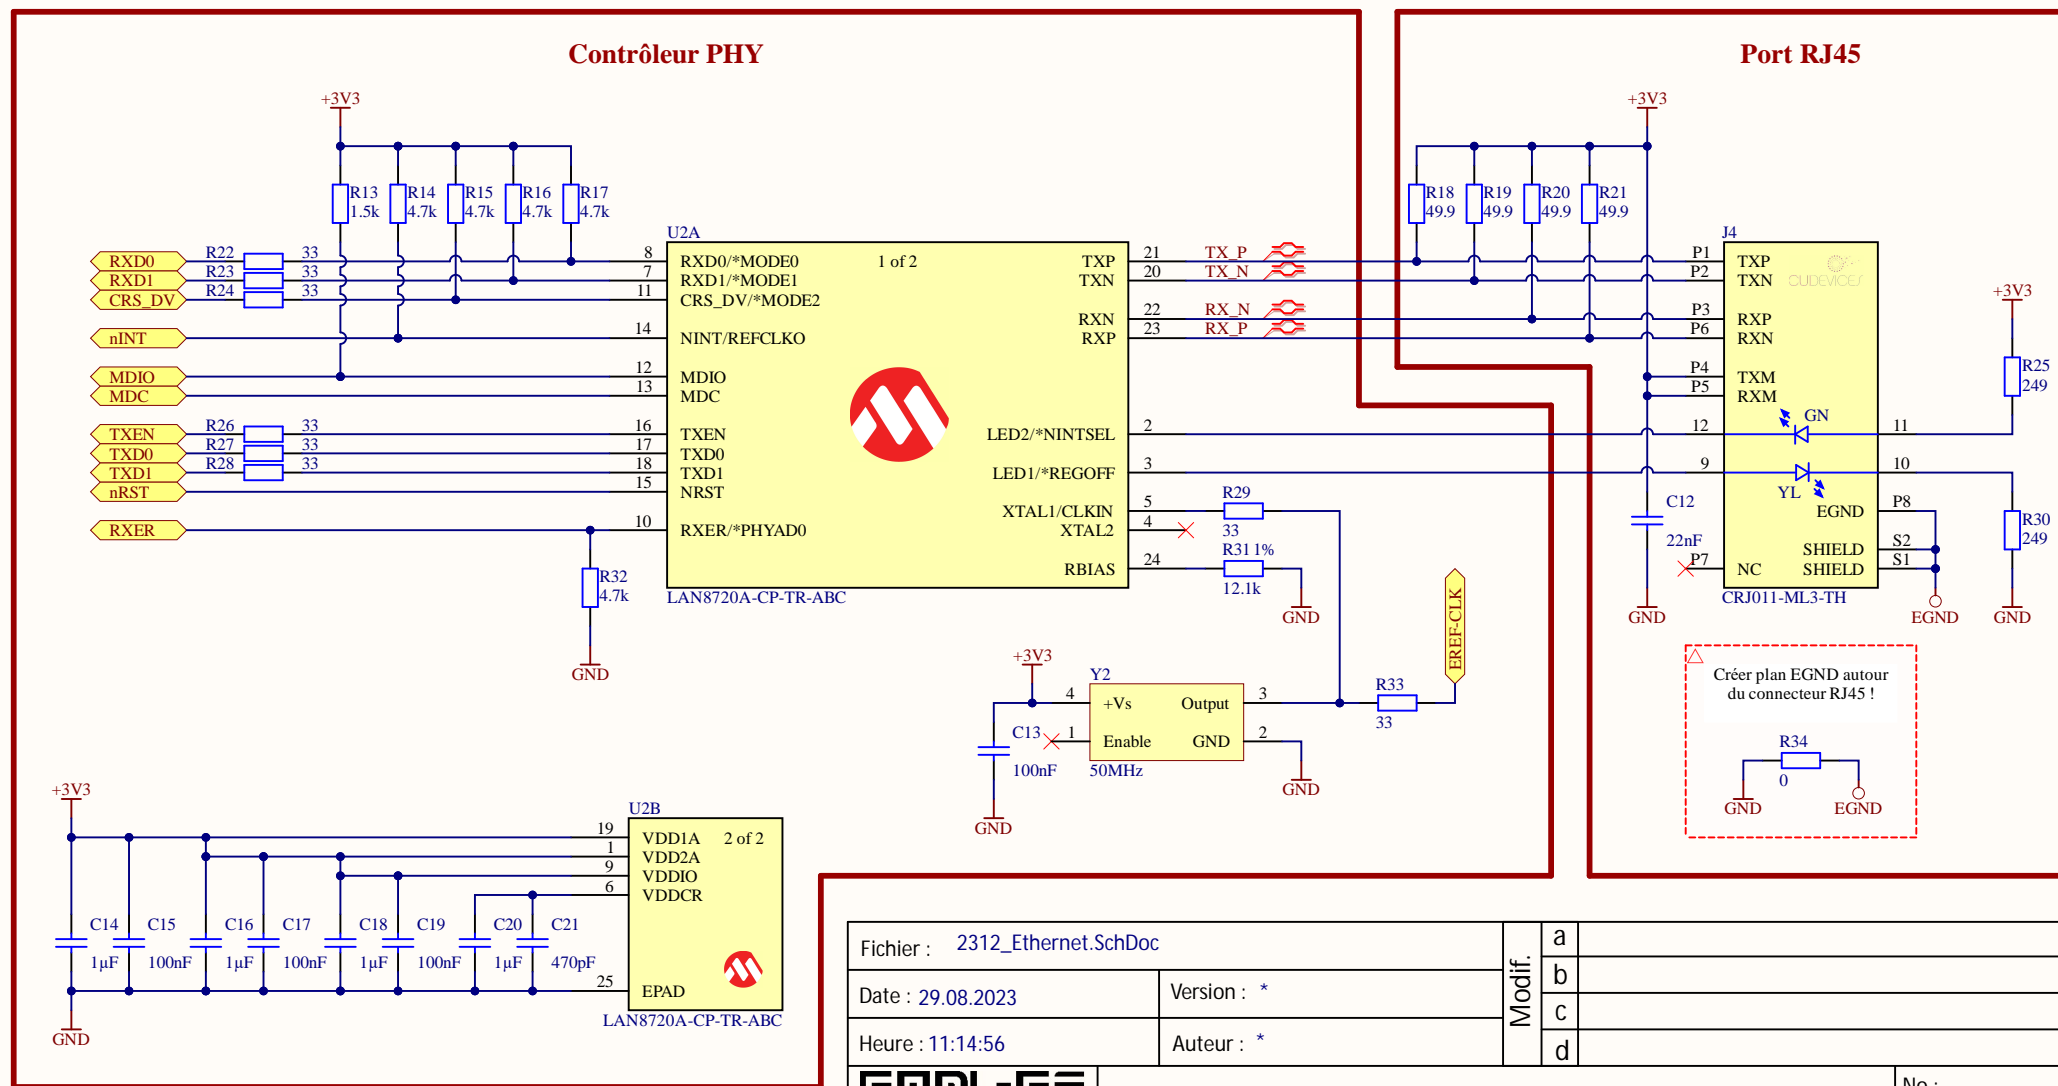 Contrôleur PHY
Port RJ45
+3V3
+3V3
R13 R14 R15 R16 R17
1.5k 4.7k 4.7k 4.7k 4.7k
R18 R19 R20 R21
49.9 49.9 49.9 49.9
U2A
J4
RXD0 R22 33 8 RXD0/*MODE0 1 of 2 TXP 21 TX_P P1 TXP
RXD1 R23 33 7 RXD1/*MODE1 TXN 20 TX_N P2 TXN
CUDEVICES
CRS_DV R24 33 11 CRS_DV/*MODE2
+3V3
RXN 22 RX_N P3 RXP
nINT 14 NINT/REFCLKO RXP 23 RX_P P6 RXN
R25
249
MDIO 12 MDIO P4 TXM
MDC 13 MDC P5 RXM
GN
TXEN R26 33 16 TXEN LED2/*NINTSEL 2 12 11
TXD0 R27 33 17 TXD0
TXD1 R28 33 18 TXD1 LED1/*REGOFF 3 9 10
nRST 15 NRST
YL
R29
33
XTAL1/CLKIN 5
C12
22nF
EGND P8
R30
249
RXER 10 RXER/*PHYAD0 XTAL2 4
R31 1%
12.1k
RBIAS 24
SHIELD S2
P7 NC SHIELD S1
R32
4.7k
LAN8720A-CP-TR-ABC
CRJ011-ML3-TH
GND
GND
EGND
GND
EREF-CLK
GND
+3V3
Y2
4 +Vs Output 3
R33
33
C13
100nF
1 Enable GND 2
50MHz
GND
GND
Créer plan EGND autour
du connecteur RJ45 !
R34
0
GND
EGND
+3V3
U2B
19 VDD1A 2 of 2
1 VDD2A
9 VDDIO
6 VDDCR
C14 C15 C16 C17 C18 C19 C20 C21
1µF 100nF 1µF 100nF 1µF 100nF 1µF 470pF
25 EPAD
LAN8720A-CP-TR-ABC
GND
Fichier : 2312_Ethernet.SchDoc
Date : 29.08.2023 Version : *
Heure : 11:14:56 Auteur : *
Modif.
a
b
c
d
No :